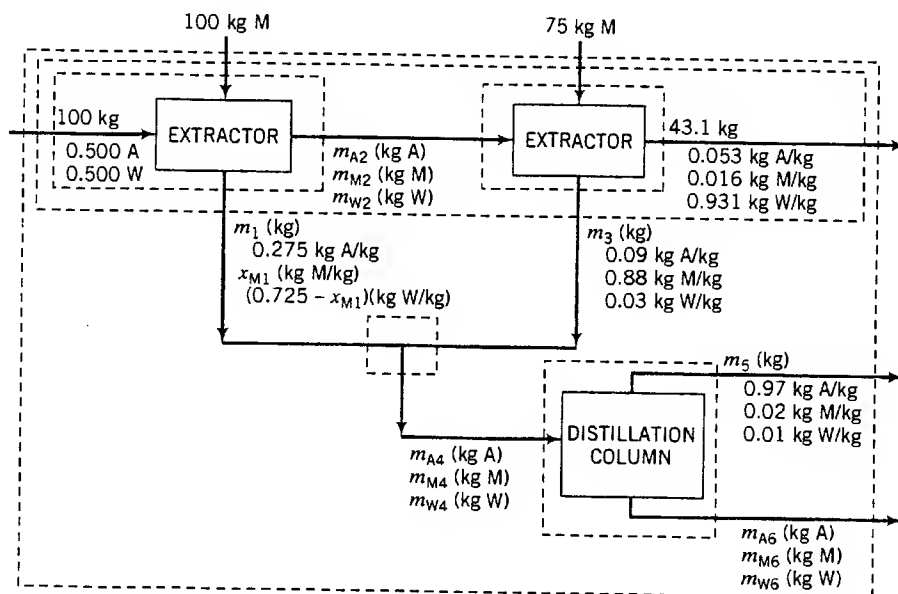 100 kg M
75 kg M
100 kg
0.500 A
0.500 W
EXTRACTOR
m_A2 (kg A)
m_M2 (kg M)
m_W2 (kg W)
EXTRACTOR
43.1 kg
0.053 kg A/kg
0.016 kg M/kg
0.931 kg W/kg
m_1 (kg)
0.275 kg A/kg
x_M1 (kg M/kg)
(0.725 − x_M1)(kg W/kg)
m_3 (kg)
0.09 kg A/kg
0.88 kg M/kg
0.03 kg W/kg
m_5 (kg)
0.97 kg A/kg
0.02 kg M/kg
0.01 kg W/kg
DISTILLATION
COLUMN
m_A4 (kg A)
m_M4 (kg M)
m_W4 (kg W)
m_A6 (kg A)
m_M6 (kg M)
m_W6 (kg W)